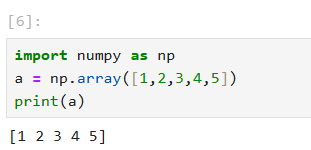 [6]:
import numpy as np
a = np.array([1,2,3,4,5])
print(a)
[1 2 3 4 5]